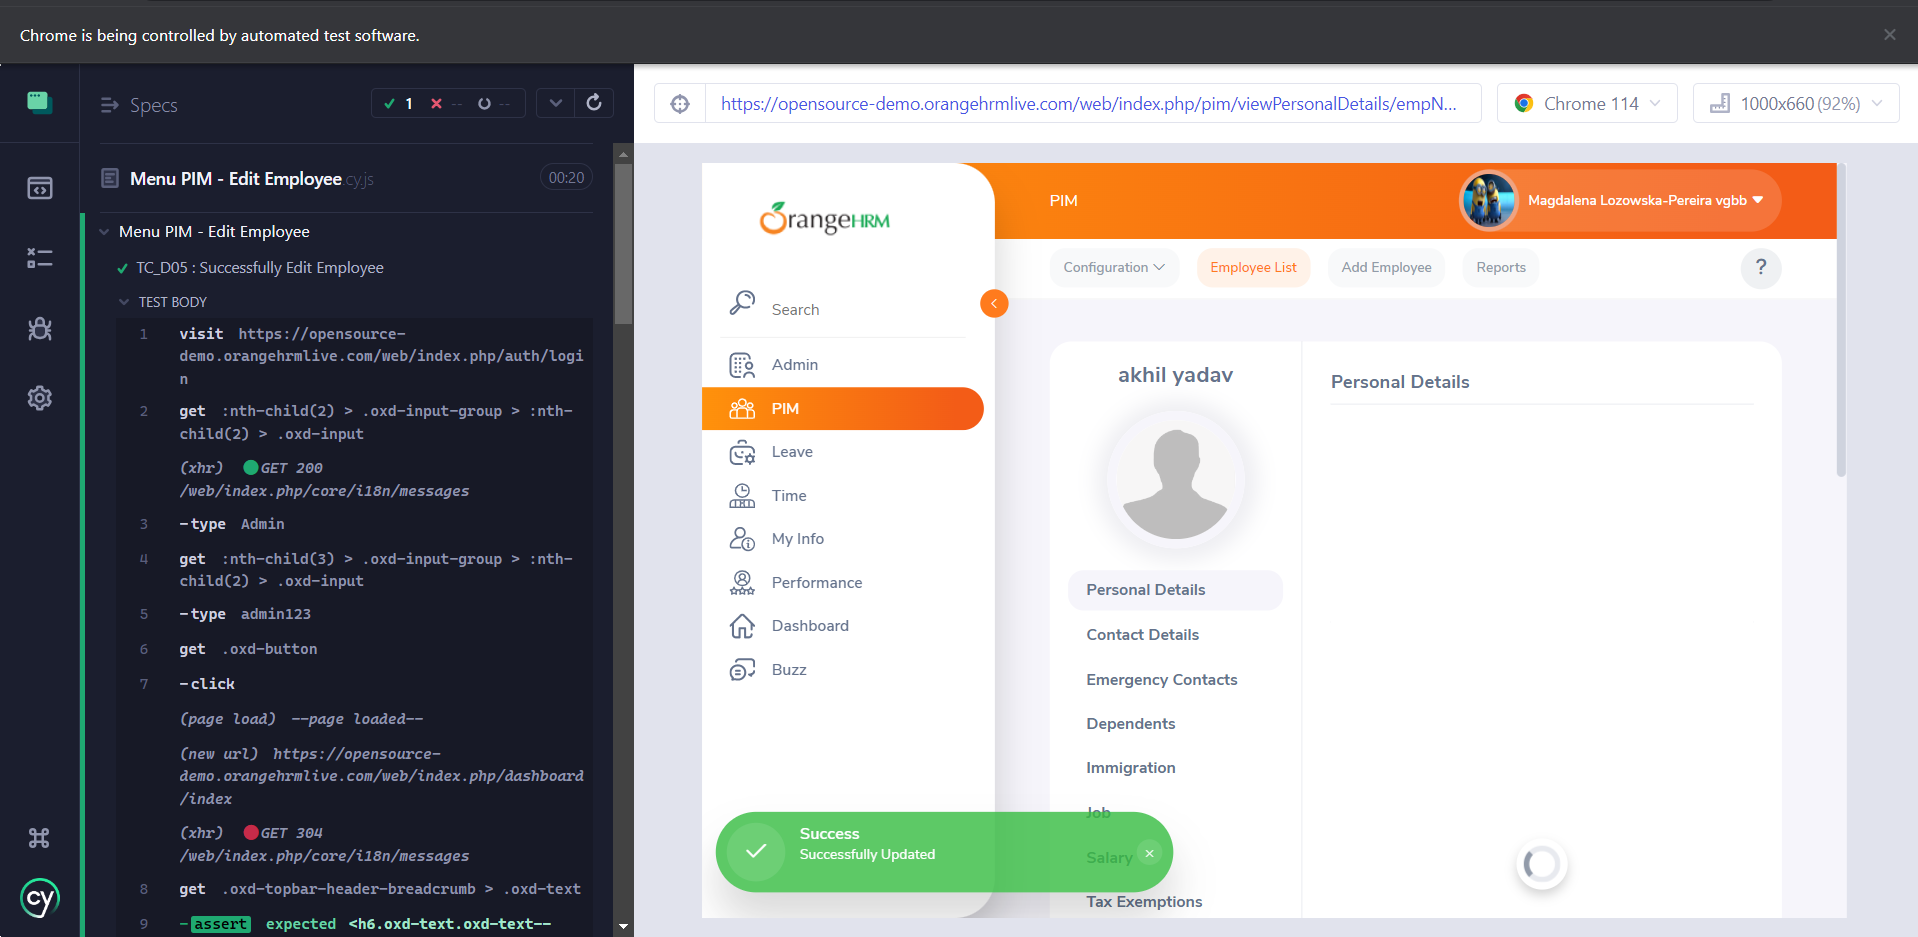 Chrome is being controlled by automated test software.
Specs
1
--
--
https://opensource-demo.orangehrmlive.com/web/index.php/pim/viewPersonalDetails/empN...
Chrome 114
1000x660 (92%)
Menu PIM - Edit Employee.cy.js
00:20
Menu PIM - Edit Employee
TC_D05 : Successfully Edit Employee
TEST BODY
1 visit https://opensource-
demo.orangehrmlive.com/web/index.php/auth/logi
n
2 get :nth-child(2) > .oxd-input-group > :nth-
child(2) > .oxd-input
(xhr) GET 200
/web/index.php/core/i18n/messages
3 -type Admin
4 get :nth-child(3) > .oxd-input-group > :nth-
child(2) > .oxd-input
5 -type admin123
6 get .oxd-button
7 -click
(page load) --page loaded--
(new url) https://opensource-
demo.orangehrmlive.com/web/index.php/dashboard
/index
(xhr) GET 304
/web/index.php/core/i18n/messages
8 get .oxd-topbar-header-breadcrumb > .oxd-text
9 -assert expected <h6.oxd-text.oxd-text--
cy
OrangeHRM
Search
Admin
PIM
Leave
Time
My Info
Performance
Dashboard
Buzz
PIM
Magdalena Lozowska-Pereira vgbb
Configuration
Employee List
Add Employee
Reports
?
akhil yadav
Personal Details
Contact Details
Emergency Contacts
Dependents
Immigration
Job
Salary
Tax Exemptions
Personal Details
Success
Successfully Updated